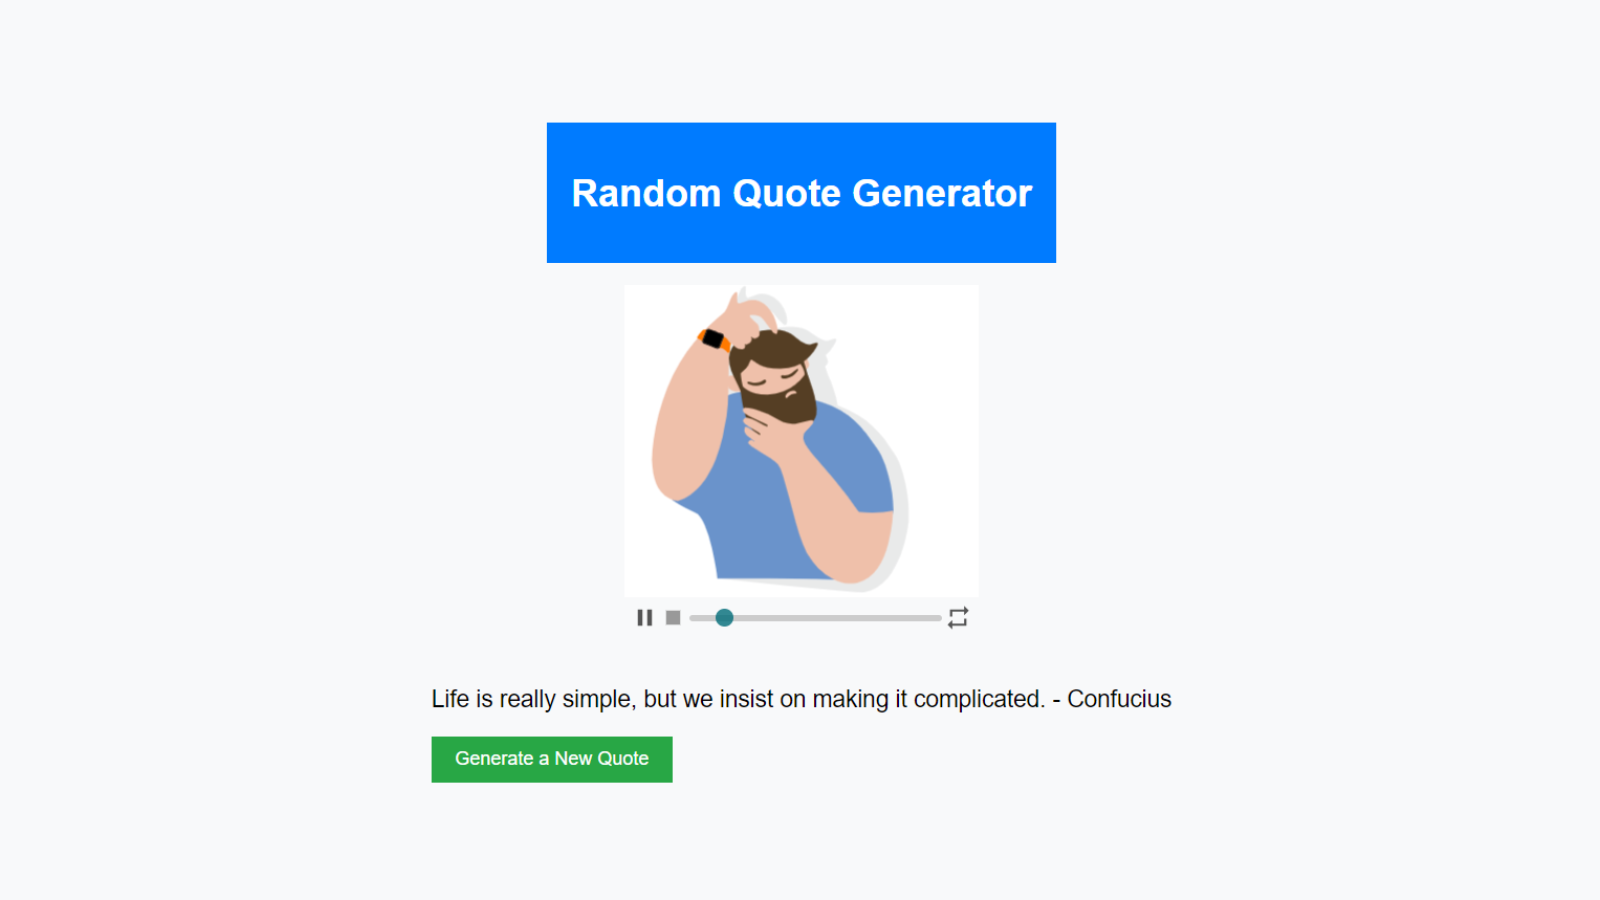 Random Quote Generator
Life is really simple, but we insist on making it complicated. - Confucius
Generate a New Quote